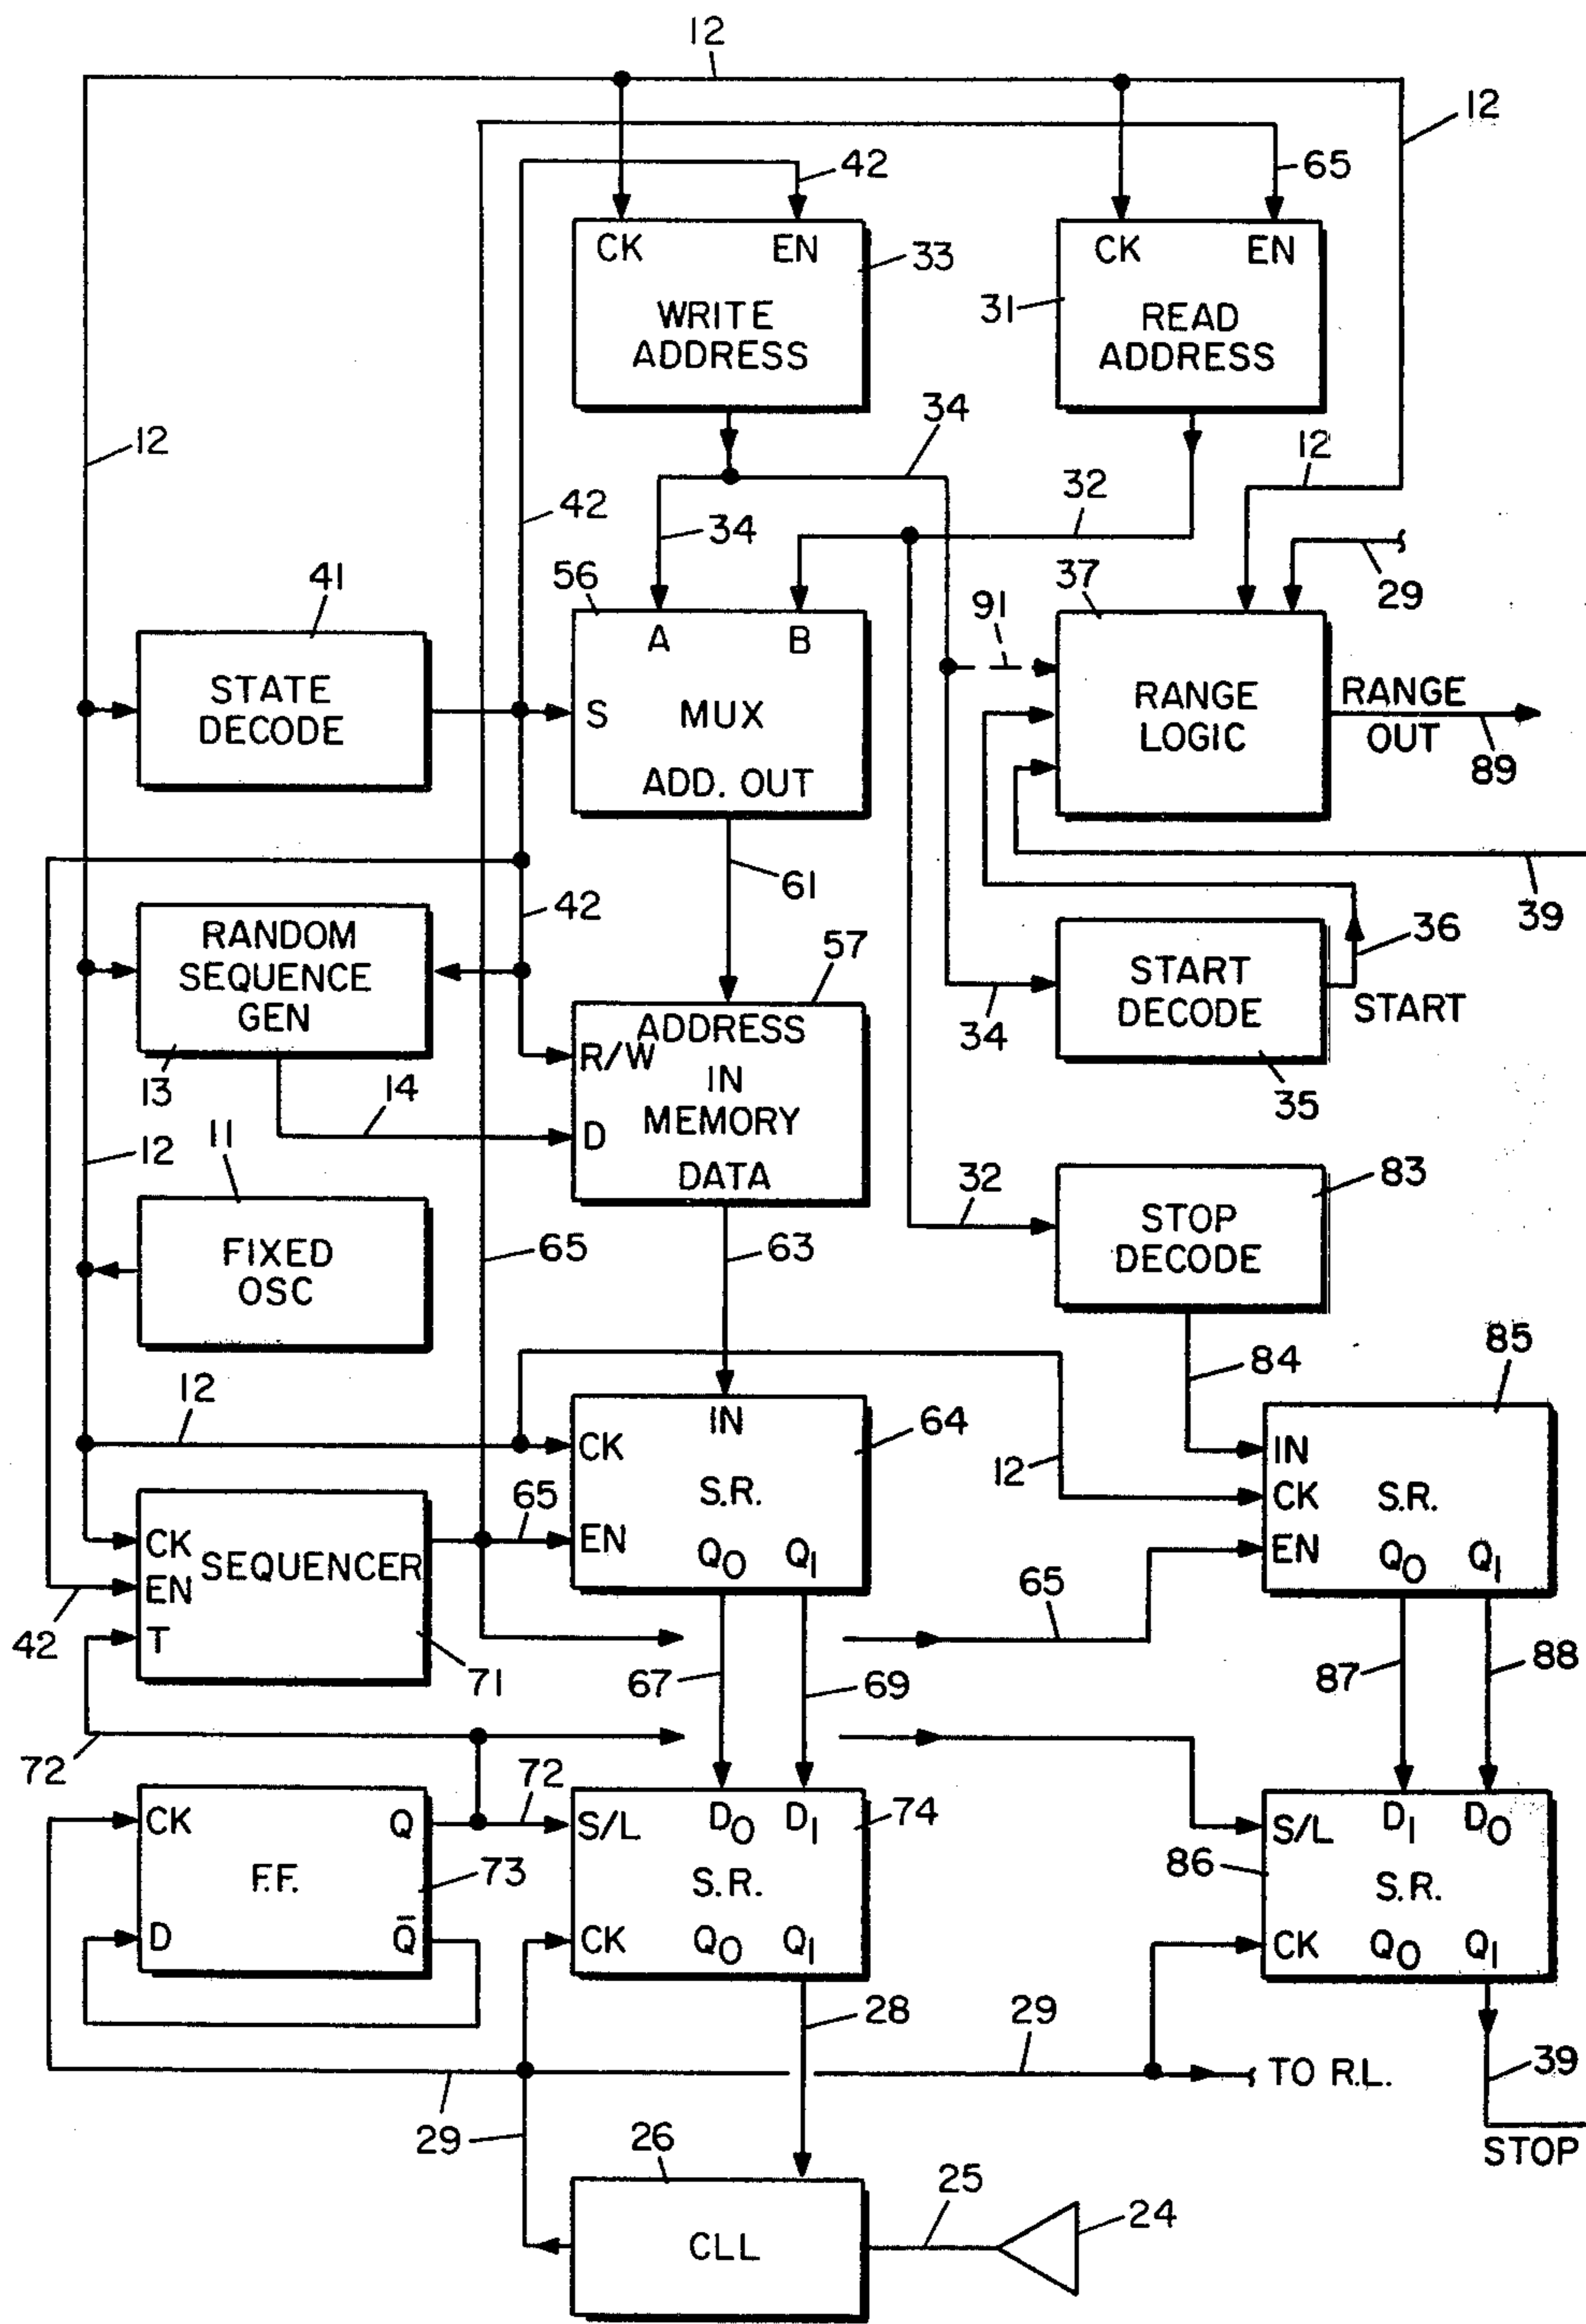 12
12
42
65
CK EN
33
WRITE
ADDRESS
CK EN
31
READ
ADDRESS
12
34
12
42
34
32
29
41
STATE
DECODE
56
A B
S MUX
ADD. OUT
91
37
RANGE
LOGIC
RANGE
OUT
89
61
42
39
RANDOM
SEQUENCE
GEN
13
14
57
ADDRESS
R/W
IN
MEMORY
D
DATA
34
START
DECODE
35
36
START
12
11
FIXED
OSC
65
63
32
STOP
DECODE
83
84
85
12
IN
CK
S.R.
64
EN
Q0 Q1
65
12
IN
CK S.R.
EN
Q0 Q1
CK
SEQUENCER
EN
T
42
71
67
69
65
87
88
72
CK Q
F.F.
73
D Q̅
72
S/L D0 D1
74
S.R.
CK Q0 Q1
86
S/L D1 D0
S.R.
CK Q0 Q1
28
29
29
TO R.L.
39
STOP
26
CLL
25
24